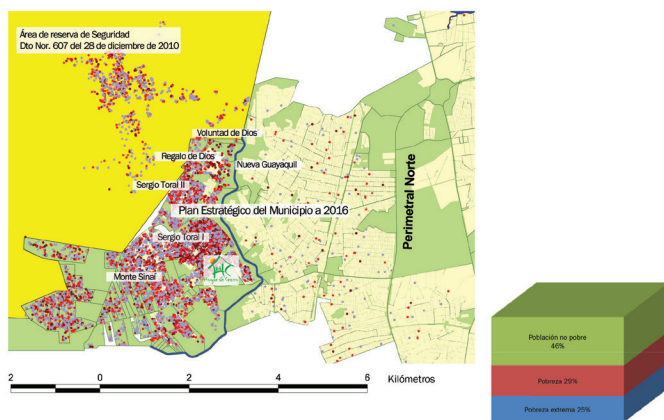 Área de reserva de Seguridad
Dto Nor. 607 del 28 de diciembre de 2010
Voluntad de Dios
Regalo de Dios
Nueva Guayaquil
Sergio Toral II
Plan Estratégico del Municipio a 2016
Sergio Toral I
Monte Sinaí
Perimetral Norte
2 0 2 4 6 Kilómetros
Población no pobre
46%
Pobreza 29%
Pobreza extrema 25%